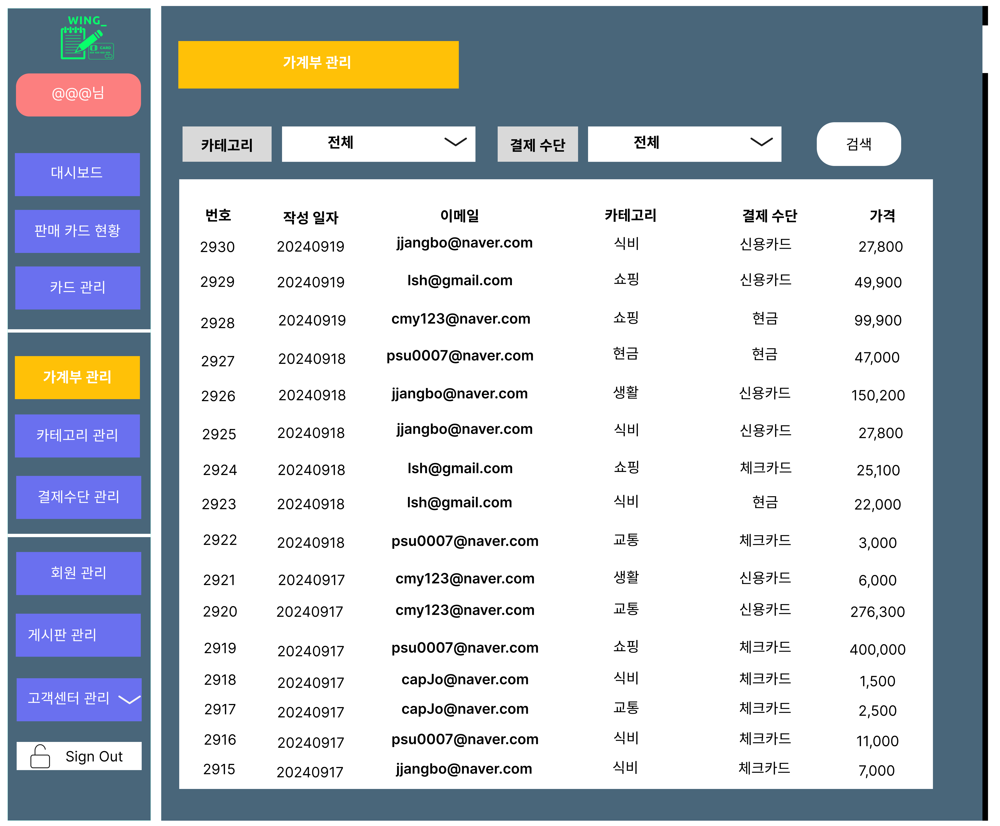 WING_
CARD
@@@님
대시보드
판매 카드 현황
카드 관리
가계부 관리
카테고리 관리
결제수단 관리
회원 관리
게시판 관리
고객센터 관리
Sign Out
가계부 관리
카테고리 전체 결제 수단 전체 검색
번호 작성 일자 이메일 카테고리 결제 수단 가격
2930 20240919 jjangbo@naver.com 식비 신용카드 27,800
2929 20240919 lsh@gmail.com 쇼핑 신용카드 49,900
2928 20240919 cmy123@naver.com 쇼핑 현금 99,900
2927 20240918 psu0007@naver.com 현금 현금 47,000
2926 20240918 jjangbo@naver.com 생활 신용카드 150,200
2925 20240918 jjangbo@naver.com 식비 신용카드 27,800
2924 20240918 lsh@gmail.com 쇼핑 체크카드 25,100
2923 20240918 lsh@gmail.com 식비 현금 22,000
2922 20240918 psu0007@naver.com 교통 체크카드 3,000
2921 20240917 cmy123@naver.com 생활 신용카드 6,000
2920 20240917 cmy123@naver.com 교통 신용카드 276,300
2919 20240917 psu0007@naver.com 쇼핑 체크카드 400,000
2918 20240917 capJo@naver.com 식비 체크카드 1,500
2917 20240917 capJo@naver.com 교통 체크카드 2,500
2916 20240917 psu0007@naver.com 식비 체크카드 11,000
2915 20240917 jjangbo@naver.com 식비 체크카드 7,000